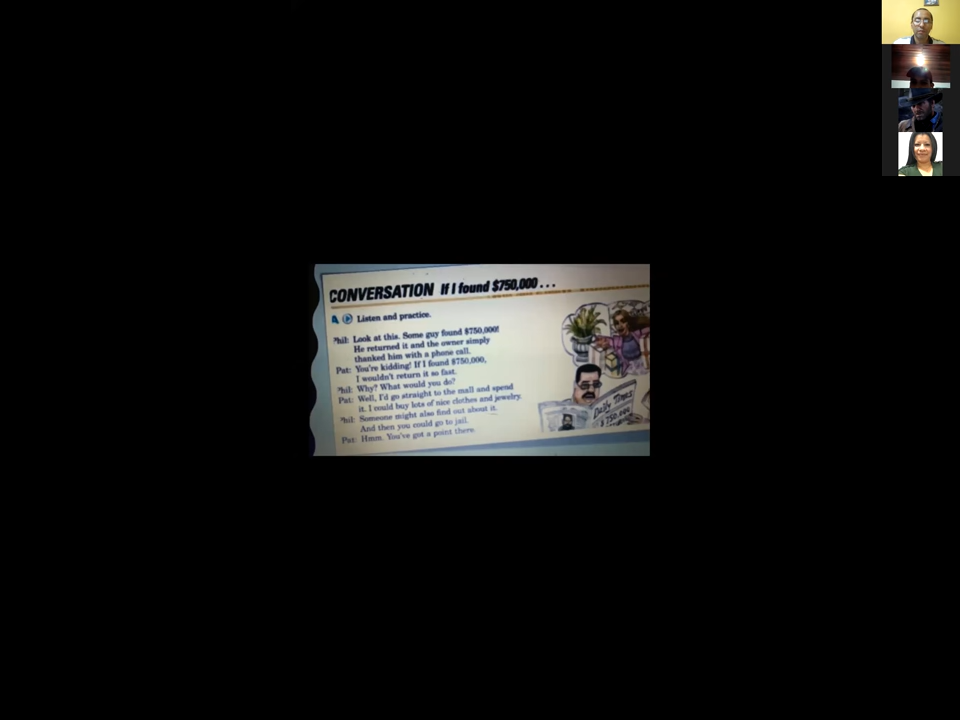 CONVERSATION If I found $750,000 . . .
A Listen and practice.
Phil: Look at this. Some guy found $750,000!
He returned it and the owner simply
thanked him with a phone call.
Pat: You're kidding! If I found $750,000,
I wouldn't return it so fast.
Phil: Why? What would you do?
Pat: Well, I'd go straight to the mall and spend
it. I could buy lots of nice clothes and jewelry.
Phil: Someone might also find out about it.
And then you could go to jail.
Pat: Hmm. You've got a point there.
Daily Times
$750,000